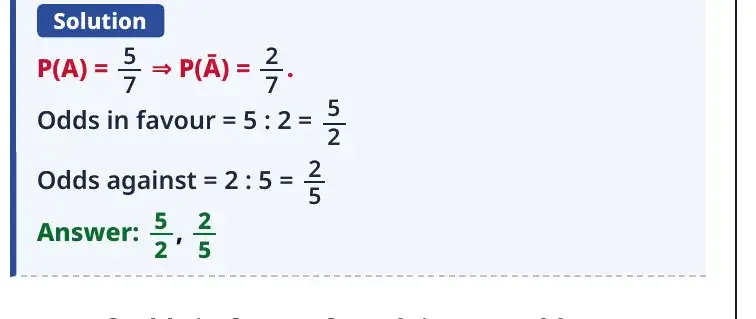 Solution
P(A) = 5/7 ⇒ P(Ā) = 2/7.
Odds in favour = 5 : 2 = 5/2
Odds against = 2 : 5 = 2/5
Answer: 5/2, 2/5